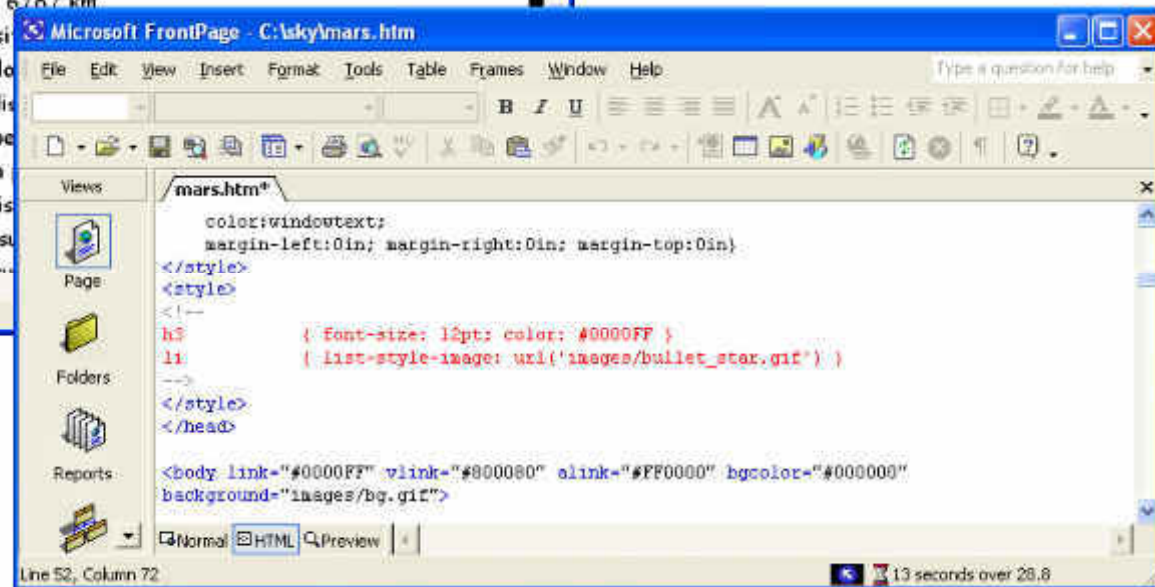 6787 km
Microsoft FrontPage - C:\sky\mars.htm
File Edit View Insert Format Tools Table Frames Window Help Type a question for help
B I U
Views mars.htm*
color:windowtext;
margin-left:0in; margin-right:0in; margin-top:0in}
</style>
Page
<style>
<!--
h3 { font-size: 12pt; color: #0000FF }
li { list-style-image: url('images/bullet_star.gif') }
-->
Folders
</style>
</head>
Reports
<body link="#0000FF" vlink="#800080" alink="#FF0000" bgcolor="#000000"
background="images/bg.gif">
Normal HTML Preview
Line 52, Column 72 13 seconds over 28.8